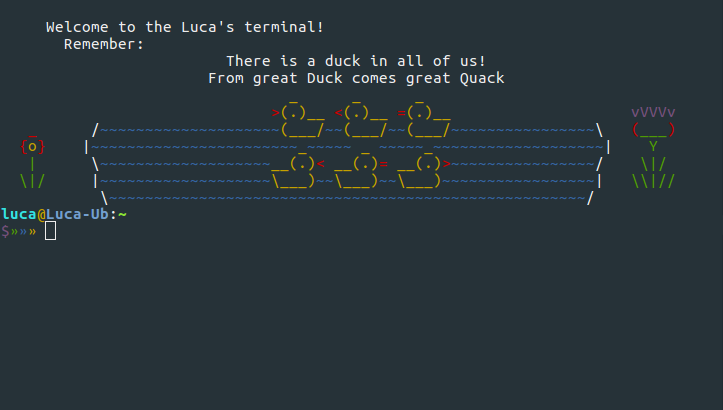 Welcome to the Luca's terminal!
Remember:
There is a duck in all of us!
From great Duck comes great Quack
luca@Luca-Ub:~
$»»»